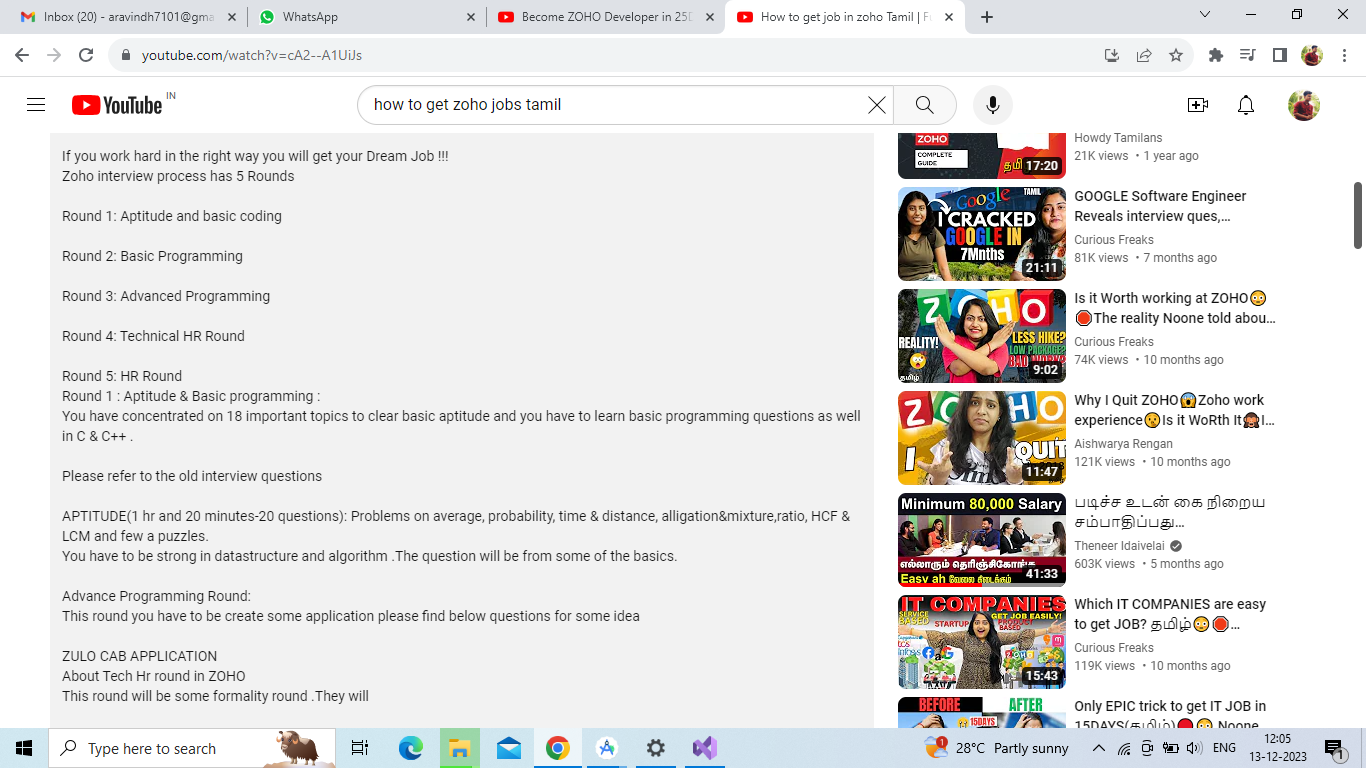 Inbox (20) - aravindh7101@gma
WhatsApp
Become ZOHO Developer in 25D
How to get job in zoho Tamil | Fu
youtube.com/watch?v=cA2--A1UiJs
YouTube IN
how to get zoho jobs tamil
If you work hard in the right way you will get your Dream Job !!!
Zoho interview process has 5 Rounds
Round 1: Aptitude and basic coding
Round 2: Basic Programming
Round 3: Advanced Programming
Round 4: Technical HR Round
Round 5: HR Round
Round 1 : Aptitude & Basic programming :
You have concentrated on 18 important topics to clear basic aptitude and you have to learn basic programming questions as well
in C & C++ .
Please refer to the old interview questions
APTITUDE(1 hr and 20 minutes-20 questions): Problems on average, probability, time & distance, alligation&mixture,ratio, HCF &
LCM and few a puzzles.
You have to be strong in datastructure and algorithm .The question will be from some of the basics.
Advance Programming Round:
This round you have to be create some application please find below questions for some idea
ZULO CAB APPLICATION
About Tech Hr round in ZOHO
This round will be some formality round .They will
ZOHO
COMPLETE
GUIDE
தமி
17:20
Howdy Tamilans
21K views • 1 year ago
Google
TAMIL
I CRACKED
GOOGLE IN
7Mnths
21:11
GOOGLE Software Engineer
Reveals interview ques,...
Curious Freaks
81K views • 7 months ago
ZOHO
REALITY!
LESS HIKE?
LOW PACKAGE?
BAD WORK?
தமிழ்
9:02
Is it Worth working at ZOHO😳
🛑The reality Noone told abou...
Curious Freaks
74K views • 10 months ago
ZOHO
I QUIT
11:47
Why I Quit ZOHO😱Zoho work
experience😮Is it WoRth It🙈I...
Aishwarya Rengan
121K views • 10 months ago
Minimum 80,000 Salary
எல்லாரும் தெரிஞ்சிகோங்க
Easy ah வேலை கிடைக்கும்
41:33
படிச்ச உடன் கை நிறைய
சம்பாதிப்பது...
Theneer Idaivelai
603K views • 5 months ago
IT COMPANIES
GET JOB EASILY!
SERVICE
BASED
STARTUP
PRODUCT
BASED
15:43
Which IT COMPANIES are easy
to get JOB? தமிழ்😳🛑...
Curious Freaks
119K views • 10 months ago
BEFORE
AFTER
15DAYS
Only EPIC trick to get IT JOB in
15DAYS(தமிழ்)🔴😳 Noone
Type here to search
28°C Partly sunny
1
ENG
12:05
13-12-2023
1